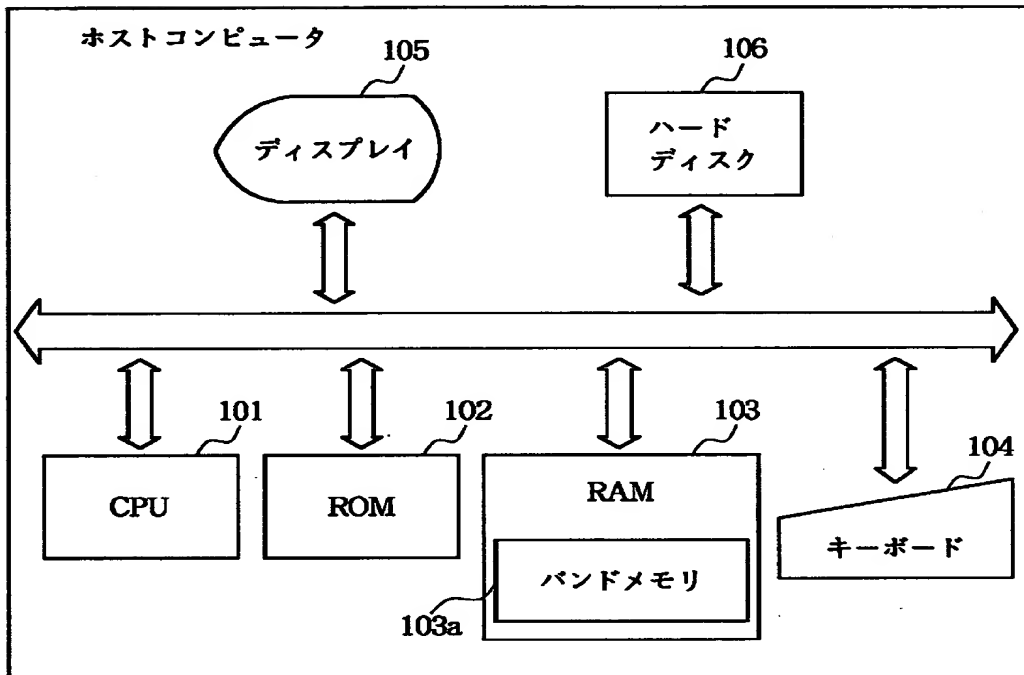 ホストコンピュータ
105
106
ディスプレイ
ハード
ディスク
101
102
103
104
CPU
ROM
RAM
キーボード
バンドメモリ
103a